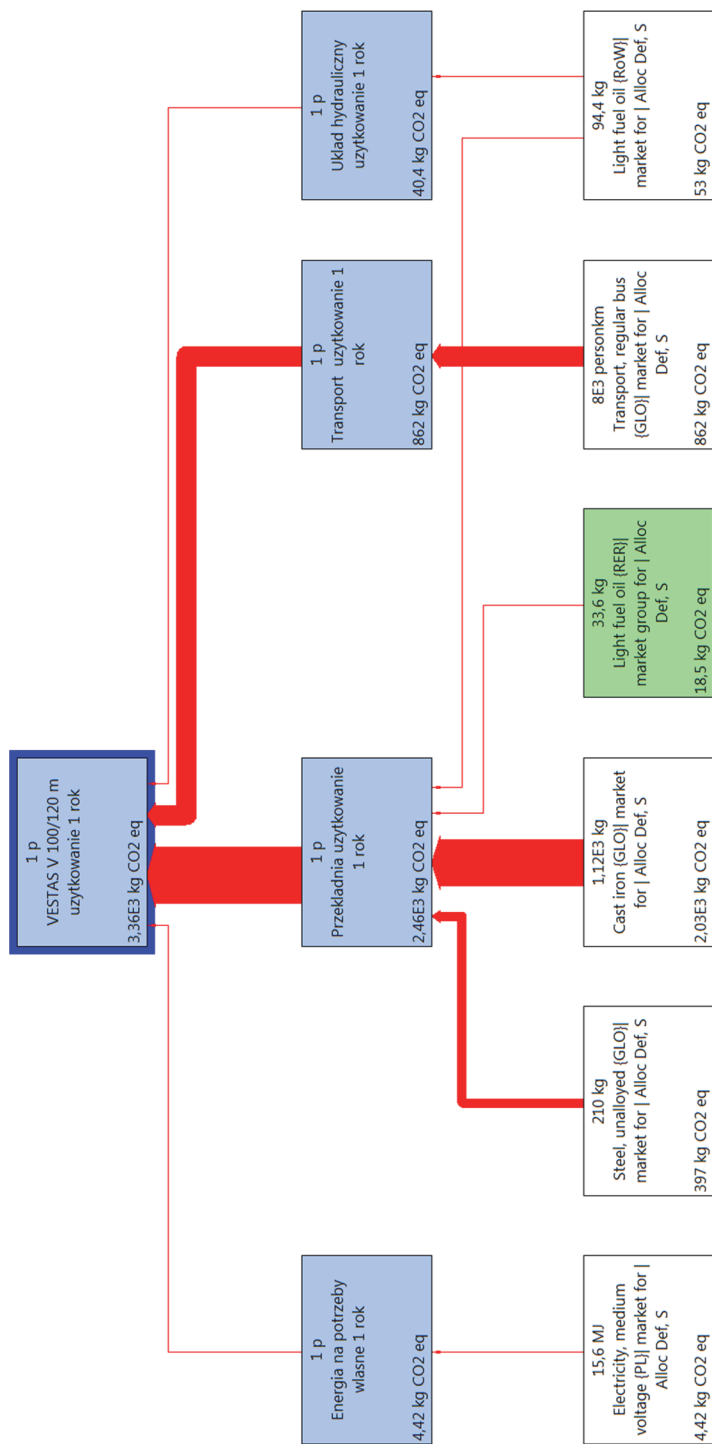 1 p
VESTAS V 100/120 m
uzytkowanie 1 rok
3,36E3 kg CO2 eq
1 p
Energia na potrzeby
wlasne 1 rok
4,42 kg CO2 eq
1 p
Przekladnia uzytkowanie
1 rok
2,46E3 kg CO2 eq
1 p
Transport  uzytkowanie 1
rok
862 kg CO2 eq
1 p
Uklad hydrauliczny
uzytkowanie 1 rok
40,4 kg CO2 eq
15,6 MJ
Electricity, medium
voltage {PL}| market for |
Alloc Def, S
4,42 kg CO2 eq
210 kg
Steel, unalloyed {GLO}|
market for | Alloc Def, S
397 kg CO2 eq
1,12E3 kg
Cast iron {GLO}| market
for | Alloc Def, S
2,03E3 kg CO2 eq
33,6 kg
Light fuel oil {RER}|
market group for | Alloc
Def, S
18,5 kg CO2 eq
8E3 personkm
Transport, regular bus
{GLO}| market for | Alloc
Def, S
862 kg CO2 eq
94,4 kg
Light fuel oil {RoW}|
market for | Alloc Def, S
53 kg CO2 eq